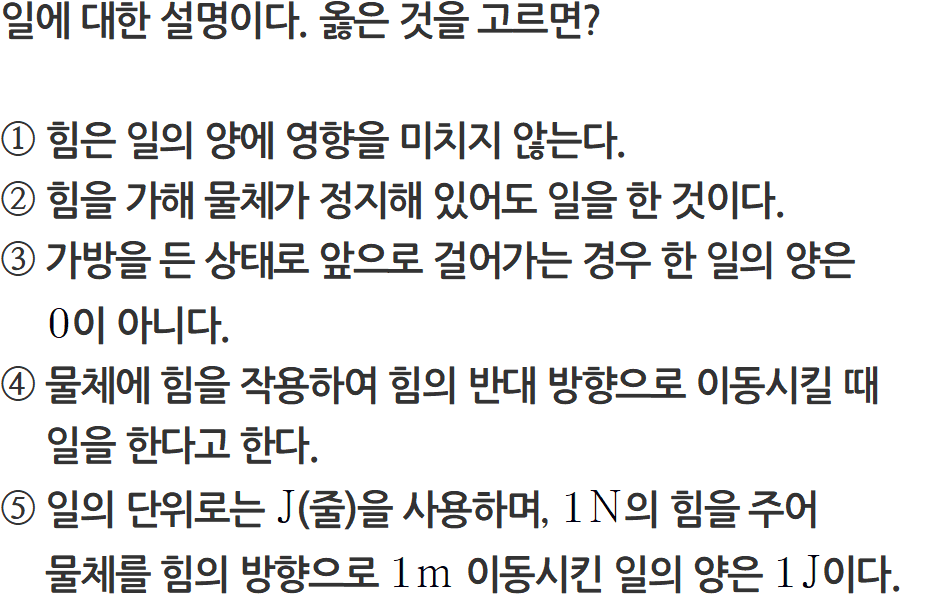 일에 대한 설명이다. 옳은 것을 고르면?
① 힘은 일의 양에 영향을 미치지 않는다.
② 힘을 가해 물체가 정지해 있어도 일을 한 것이다.
③ 가방을 든 상태로 앞으로 걸어가는 경우 한 일의 양은
0이 아니다.
④ 물체에 힘을 작용하여 힘의 반대 방향으로 이동시킬 때
일을 한다고 한다.
⑤ 일의 단위로는 J(줄)을 사용하며, 1N의 힘을 주어
물체를 힘의 방향으로 1m 이동시킨 일의 양은 1J이다.